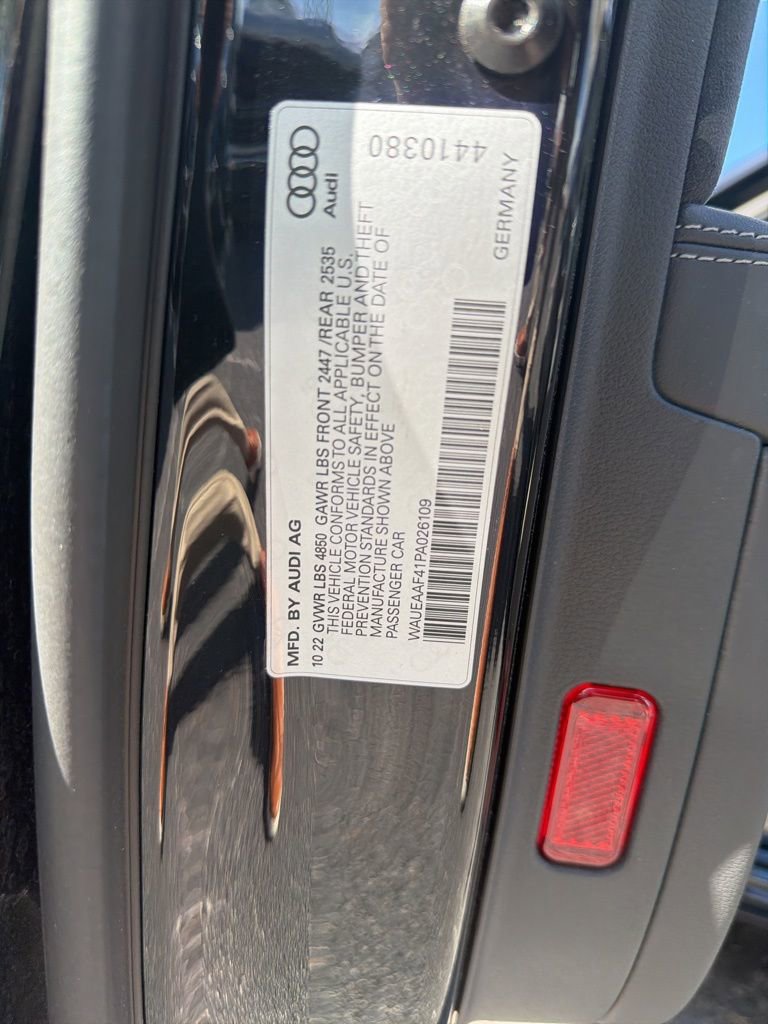 Audi
MFD. BY AUDI AG
10 22 GVWR LBS 4850 GAWR LBS FRONT 2447 /REAR 2535
THIS VEHICLE CONFORMS TO ALL APPLICABLE U.S.
FEDERAL MOTOR VEHICLE SAFETY, BUMPER AND THEFT
PREVENTION STANDARDS IN EFFECT ON THE DATE OF
MANUFACTURE SHOWN ABOVE
PASSENGER CAR
WAUEAAF41PA026109
GERMANY
4410380